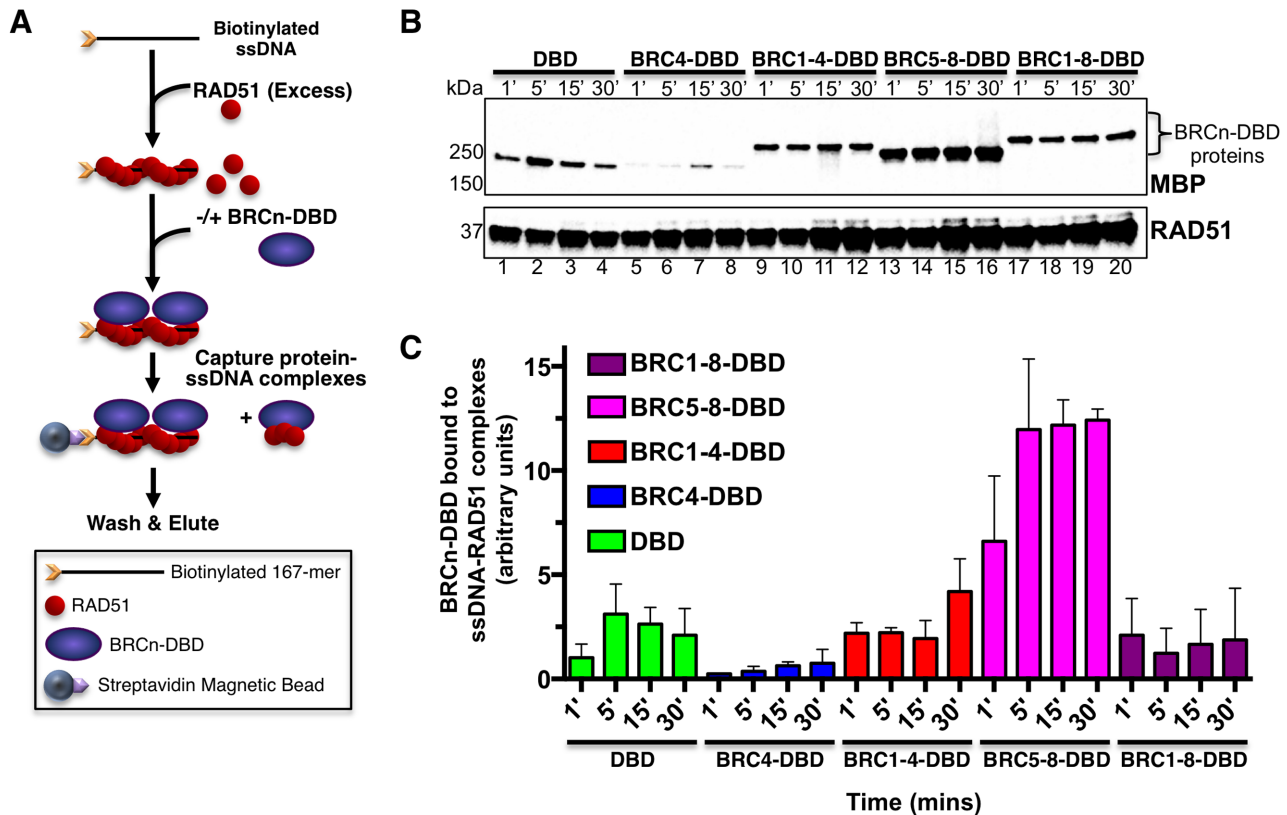 A
Biotinylated
ssDNA
RAD51 (Excess)
-/+ BRCn-DBD
Capture protein-
ssDNA complexes
+
Wash & Elute
Biotinylated 167-mer
RAD51
BRCn-DBD
Streptavidin Magnetic Bead
B
DBD BRC4-DBD BRC1-4-DBD BRC5-8-DBD BRC1-8-DBD
kDa 1’ 5’ 15’ 30’ 1’ 5’ 15’ 30’ 1’ 5’ 15’ 30’ 1’ 5’ 15’ 30’ 1’ 5’ 15’ 30’
250
150
BRCn-DBD
proteins
MBP
37
RAD51
1 2 3 4 5 6 7 8 9 10 11 12 13 14 15 16 17 18 19 20
C
BRCn-DBD bound to
ssDNA-RAD51 complexes
(arbitrary units)
15
10
5
0
BRC1-8-DBD
BRC5-8-DBD
BRC1-4-DBD
BRC4-DBD
DBD
1' 5' 15' 30' 1' 5' 15' 30' 1' 5' 15' 30' 1' 5' 15' 30' 1' 5' 15' 30'
DBD BRC4-DBD BRC1-4-DBD BRC5-8-DBD BRC1-8-DBD
Time (mins)